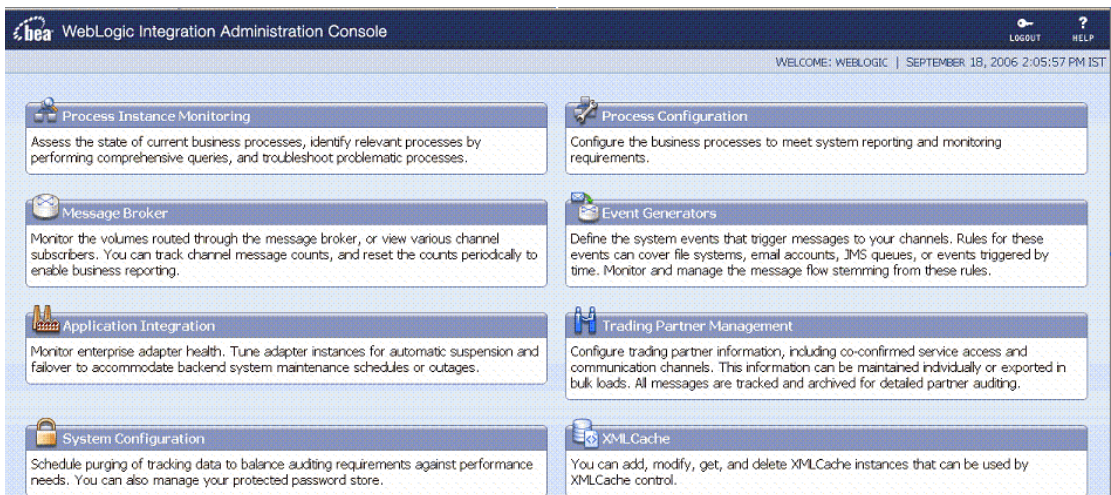 bea WebLogic Integration Administration Console
LOGOUT
?
HELP
WELCOME: WEBLOGIC | SEPTEMBER 18, 2006 2:05:57 PM IST
Process Instance Monitoring
Assess the state of current business processes, identify relevant processes by
performing comprehensive queries, and troubleshoot problematic processes.
Process Configuration
Configure the business processes to meet system reporting and monitoring
requirements.
Message Broker
Monitor the volumes routed through the message broker, or view various channel
subscribers. You can track channel message counts, and reset the counts periodically to
enable business reporting.
Event Generators
Define the system events that trigger messages to your channels. Rules for these
events can cover file systems, email accounts, JMS queues, or events triggered by
time. Monitor and manage the message flow stemming from these rules.
Application Integration
Monitor enterprise adapter health. Tune adapter instances for automatic suspension and
failover to accommodate backend system maintenance schedules or outages.
Trading Partner Management
Configure trading partner information, including co-confirmed service access and
communication channels. This information can be maintained individually or exported in
bulk loads. All messages are tracked and archived for detailed partner auditing.
System Configuration
Schedule purging of tracking data to balance auditing requirements against performance
needs. You can also manage your protected password store.
XMLCache
You can add, modify, get, and delete XMLCache instances that can be used by
XMLCache control.